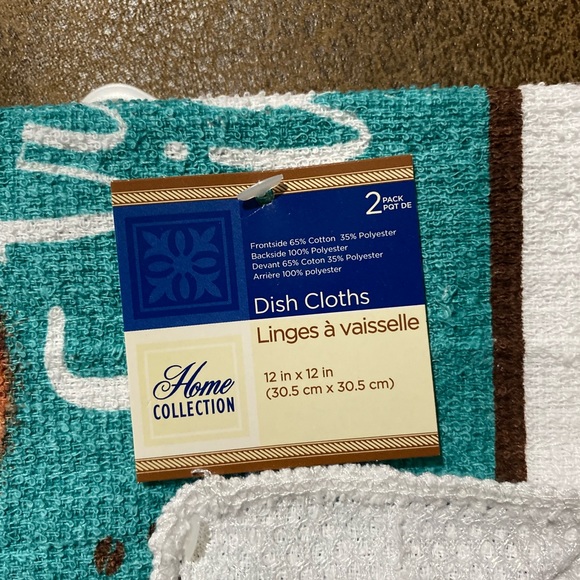 2 PACK
PQT DE
Frontside 65% Cotton 35% Polyester
Backside 100% Polyester
Devant 65% Coton 35% Polyester
Arrière 100% polyester
Dish Cloths
Linges à vaisselle
Home
COLLECTION
12 in x 12 in
(30.5 cm x 30.5 cm)